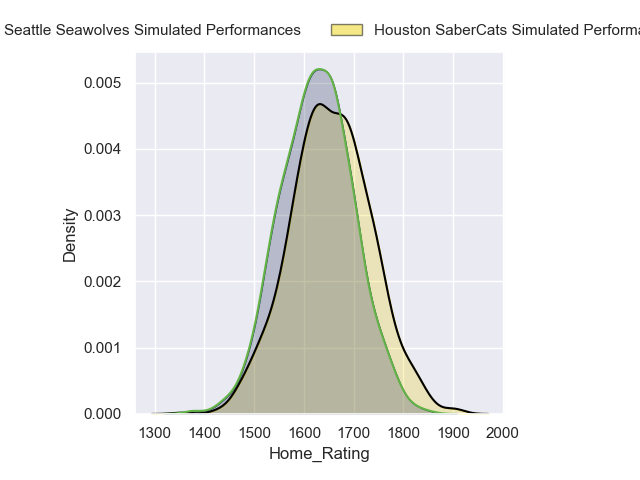 Seattle Seawolves Simulated Performances Houston SaberCats Simulated Performa
0.005
0.004
0.003
0.002
0.001
0.000
Density
1300 1400 1500 1600 1700 1800 1900 2000
Home_Rating